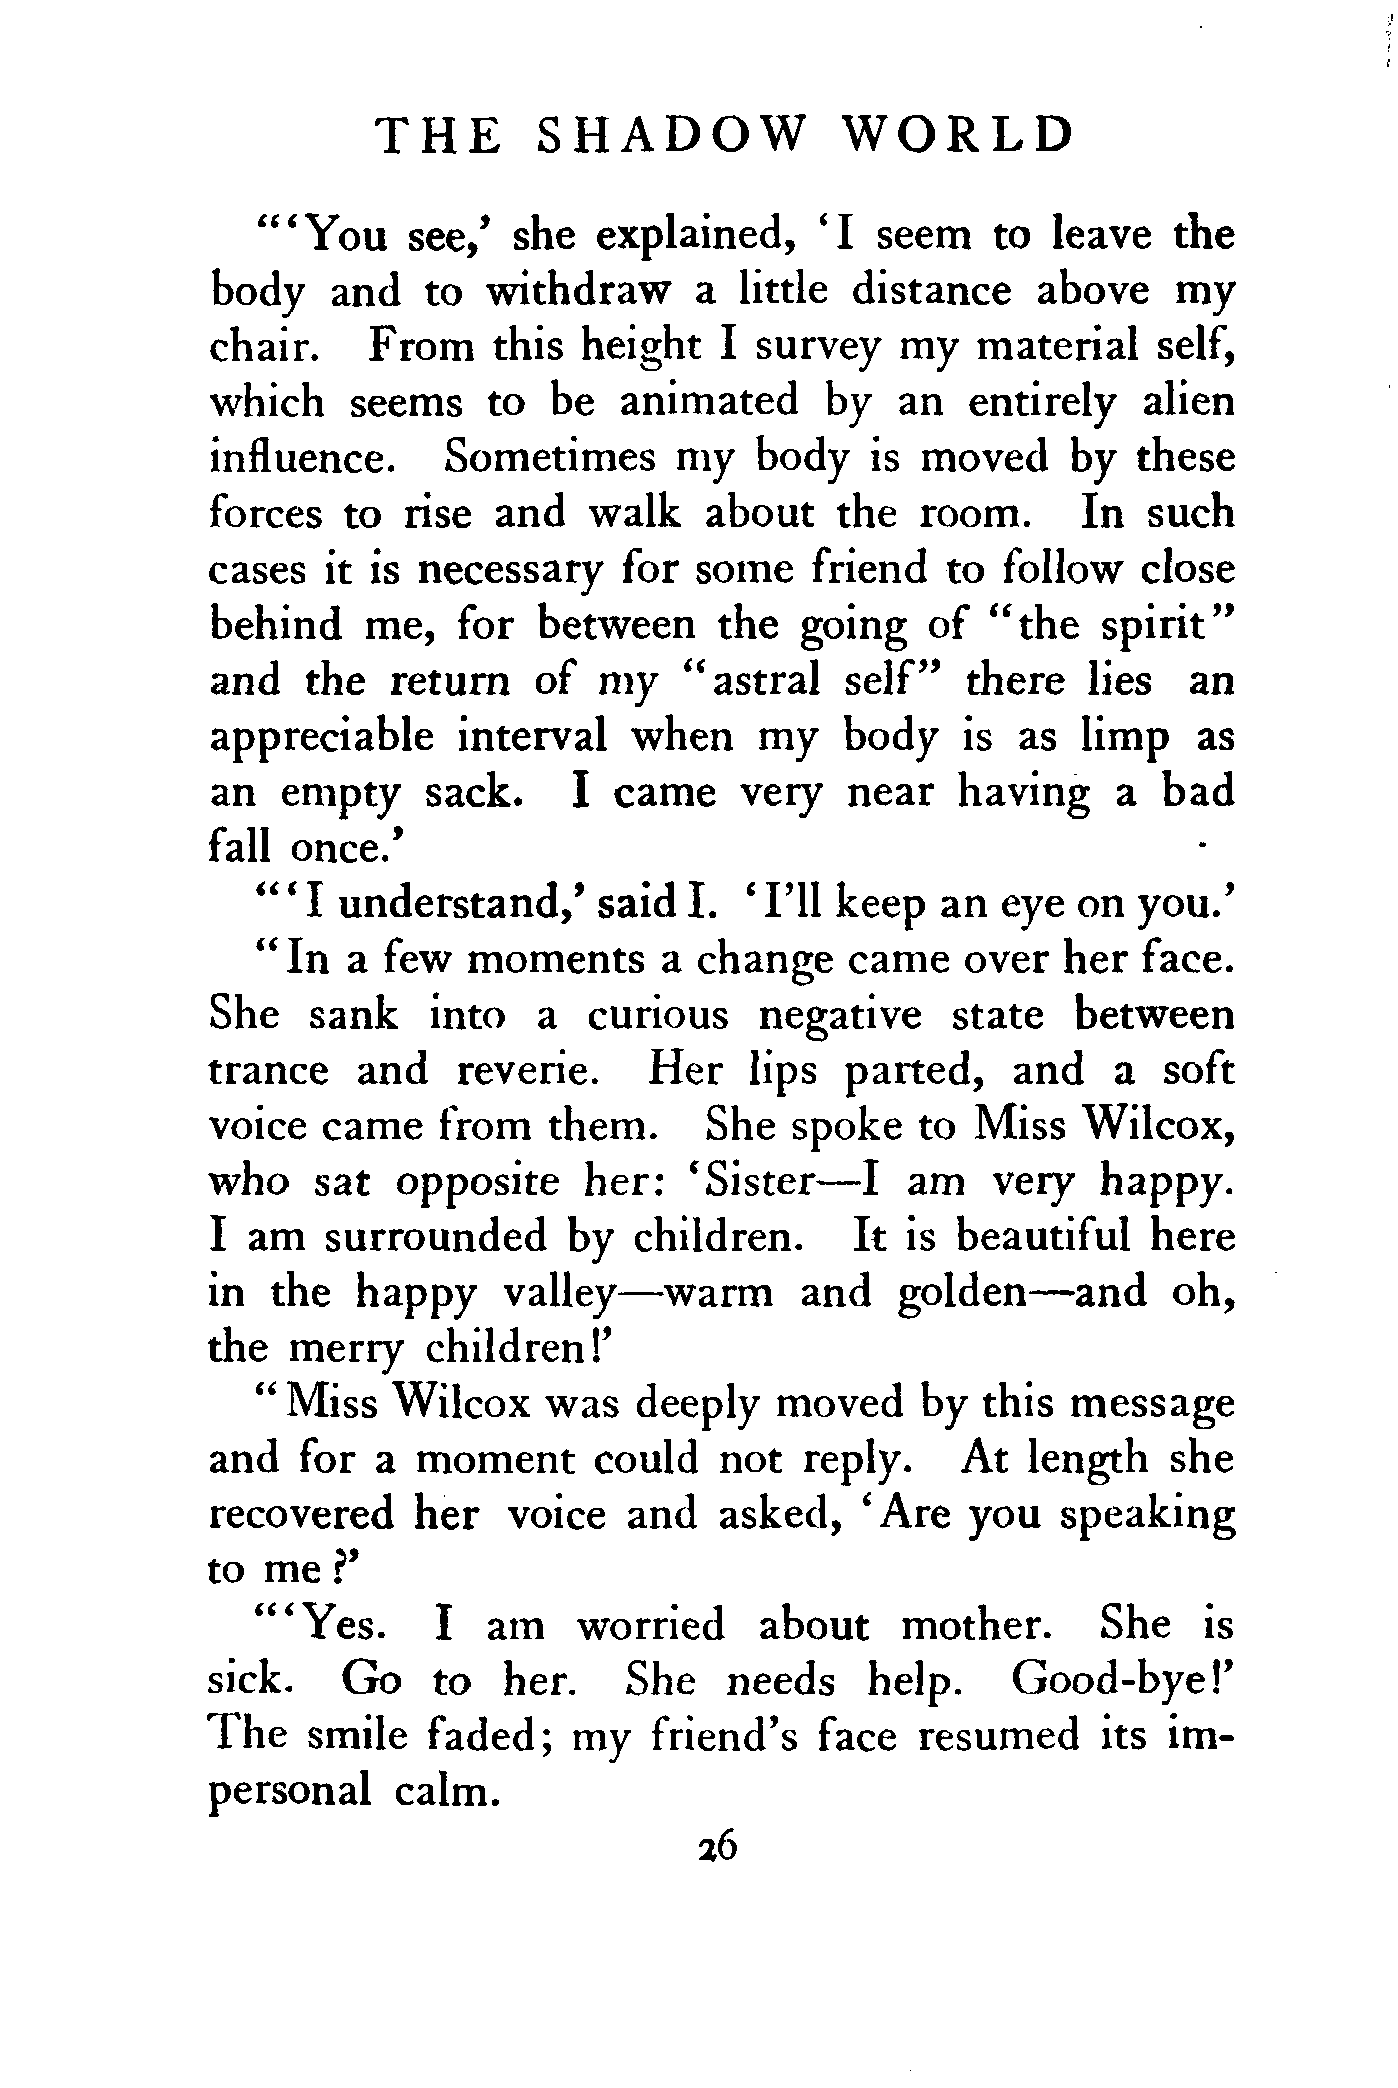 THE SHADOW WORLD
“‘You see,’ she explained, ‘I seem to leave the
body and to withdraw a little distance above my
chair. From this height I survey my material self,
which seems to be animated by an entirely alien
influence. Sometimes my body is moved by these
forces to rise and walk about the room. In such
cases it is necessary for some friend to follow close
behind me, for between the going of “the spirit”
and the return of my “astral self” there lies an
appreciable interval when my body is as limp as
an empty sack. I came very near having a bad
fall once.’
“‘I understand,’ said I. ‘I’ll keep an eye on you.’
“In a few moments a change came over her face.
She sank into a curious negative state between
trance and reverie. Her lips parted, and a soft
voice came from them. She spoke to Miss Wilcox,
who sat opposite her: ‘Sister—I am very happy.
I am surrounded by children. It is beautiful here
in the happy valley—warm and golden—and oh,
the merry children!’
“Miss Wilcox was deeply moved by this message
and for a moment could not reply. At length she
recovered her voice and asked, ‘Are you speaking
to me?’
“‘Yes. I am worried about mother. She is
sick. Go to her. She needs help. Good-bye!’
The smile faded; my friend’s face resumed its im-
personal calm.
26